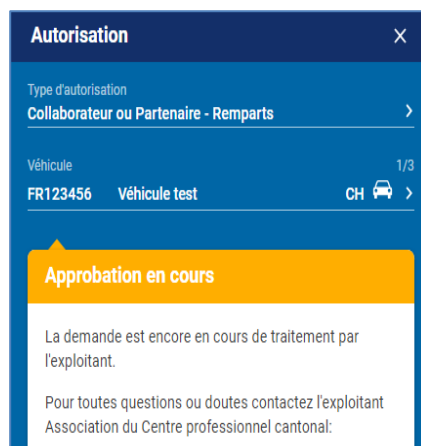 Autorisation
Type d'autorisation
Collaborateur ou Partenaire - Remparts
Véhicule 1/3
FR123456 Véhicule test CH
Approbation en cours
La demande est encore en cours de traitement par
l'exploitant.
Pour toutes questions ou doutes contactez l'exploitant
Association du Centre professionnel cantonal: